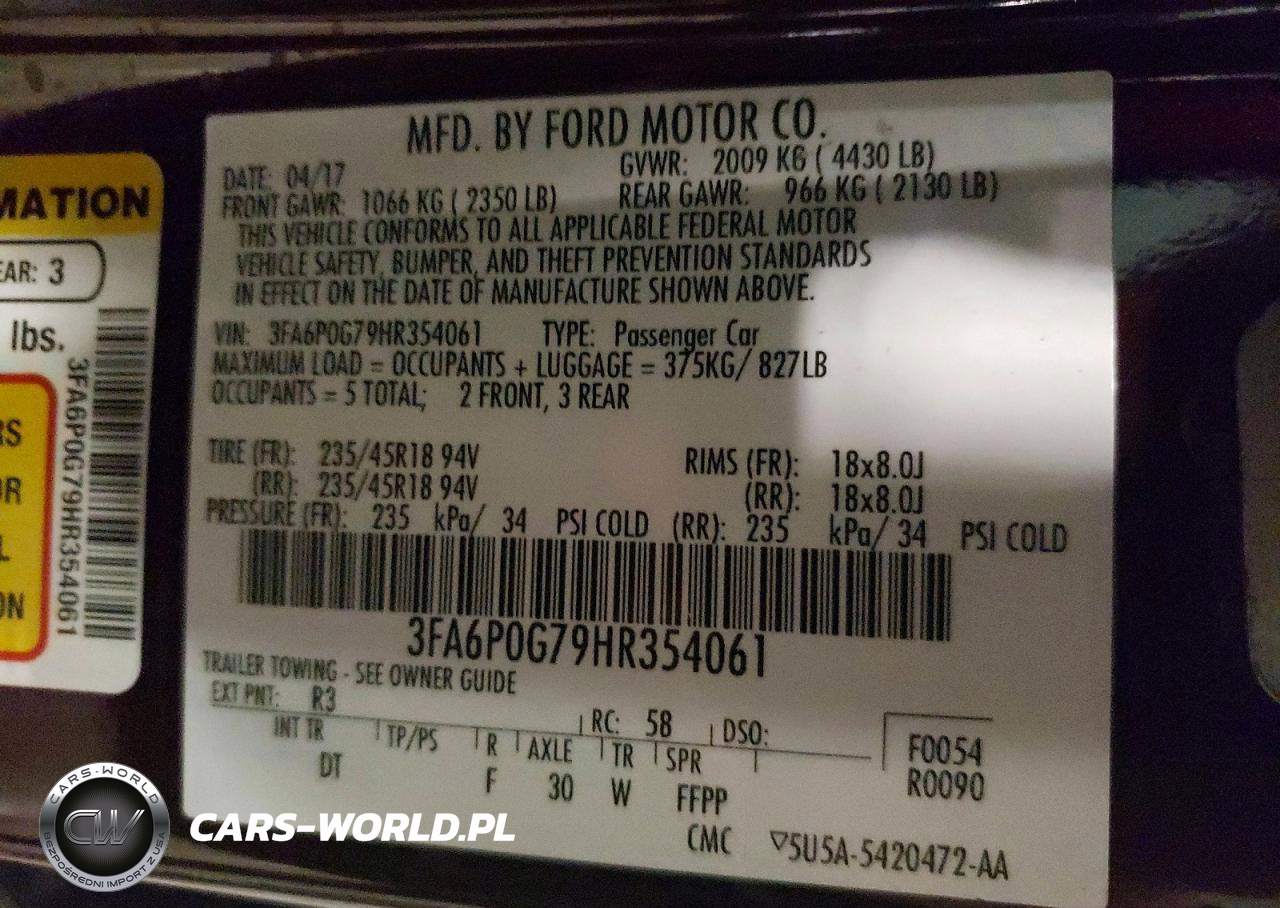 MFD. BY FORD MOTOR CO.
DATE: 04/17 GVWR: 2009 KG ( 4430 LB)
FRONT GAWR: 1066 KG ( 2350 LB) REAR GAWR: 966 KG ( 2130 LB)
THIS VEHICLE CONFORMS TO ALL APPLICABLE FEDERAL MOTOR
VEHICLE SAFETY, BUMPER, AND THEFT PREVENTION STANDARDS
IN EFFECT ON THE DATE OF MANUFACTURE SHOWN ABOVE.
VIN: 3FA6P0G79HR354061 TYPE: Passenger Car
MAXIMUM LOAD = OCCUPANTS + LUGGAGE = 375KG/ 827LB
OCCUPANTS = 5 TOTAL; 2 FRONT, 3 REAR
TIRE (FR): 235/45R18 94V RIMS (FR): 18x8.0J
(RR): 235/45R18 94V (RR): 18x8.0J
PRESSURE (FR): 235 kPa/ 34 PSI COLD (RR): 235 kPa/ 34 PSI COLD
3FA6P0G79HR354061
TRAILER TOWING - SEE OWNER GUIDE
EXT PNT: R3 RC: 58 DSO:
INT TR TP/PS R AXLE TR SPR F0054
DT F 30 W FFPP R0090
CMC ▽5U5A-5420472-AA
MATION
EAR: 3
lbs.
3FA6P0G79HR354061
RS
OR
L
ON
CARS-WORLD
CW
BEZPOŚREDNI IMPORT Z USA
CARS-WORLD.PL